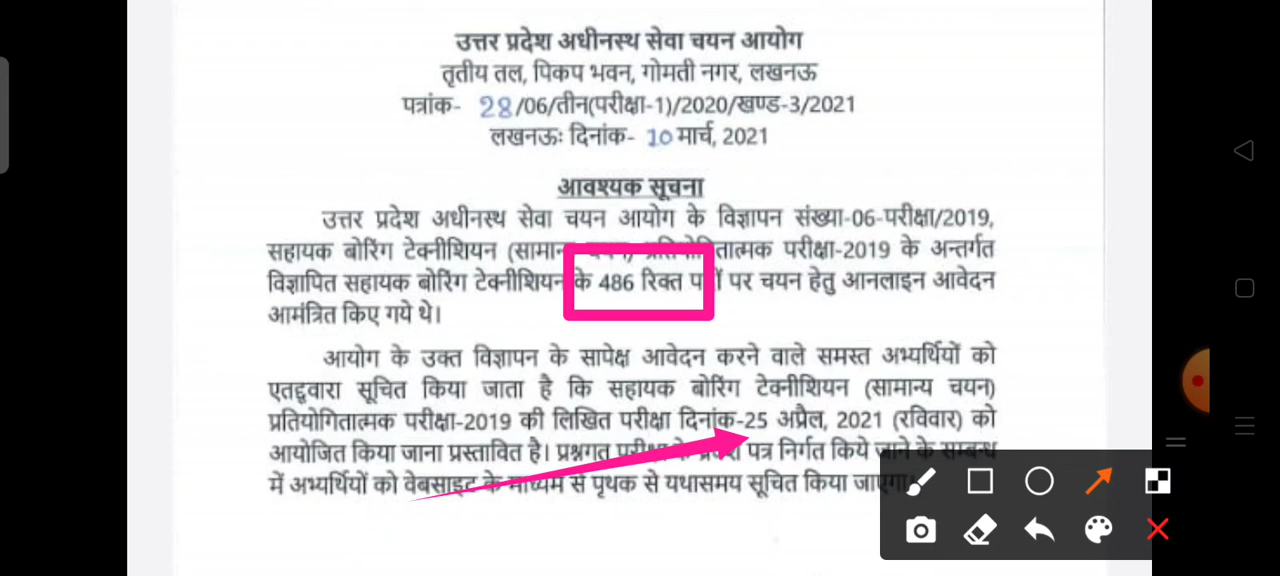 उत्तर प्रदेश अधीनस्थ सेवा चयन आयोग
तृतीय तल, पिकप भवन, गोमती नगर, लखनऊ
पत्रांक- 28/06/तीन(परीक्षा-1)/2020/खण्ड-3/2021
लखनऊः दिनांक- 10 मार्च, 2021
आवश्यक सूचना
उत्तर प्रदेश अधीनस्थ सेवा चयन आयोग के विज्ञापन संख्या-06-परीक्षा/2019,
सहायक बोरिंग टेक्नीशियन (सामान्य चयन) प्रतियोगितात्मक परीक्षा-2019 के अन्तर्गत
विज्ञापित सहायक बोरिंग टेक्नीशियन के 486 रिक्त पदों पर चयन हेतु आनलाइन आवेदन
आमंत्रित किए गये थे।
आयोग के उक्त विज्ञापन के सापेक्ष आवेदन करने वाले समस्त अभ्यर्थियों को
एतद्द्वारा सूचित किया जाता है कि सहायक बोरिंग टेक्नीशियन (सामान्य चयन)
प्रतियोगितात्मक परीक्षा-2019 की लिखित परीक्षा दिनांक-25 अप्रैल, 2021 (रविवार) को
आयोजित किया जाना प्रस्तावित है। प्रश्नगत परीक्षा के प्रवेश पत्र निर्गत किये जाने के सम्बन्ध
में अभ्यर्थियों को वेबसाइट के माध्यम से पृथक से यथासमय सूचित किया जाएगा।